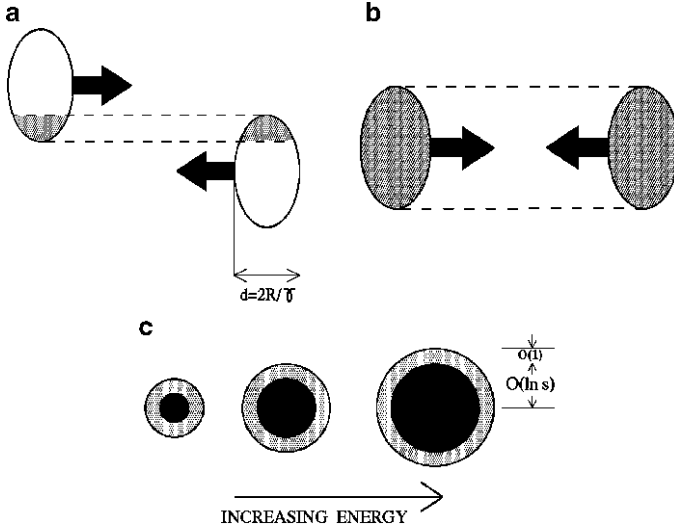 a
b
d=2R/γ
c
O(1)
O(ln s)
INCREASING ENERGY